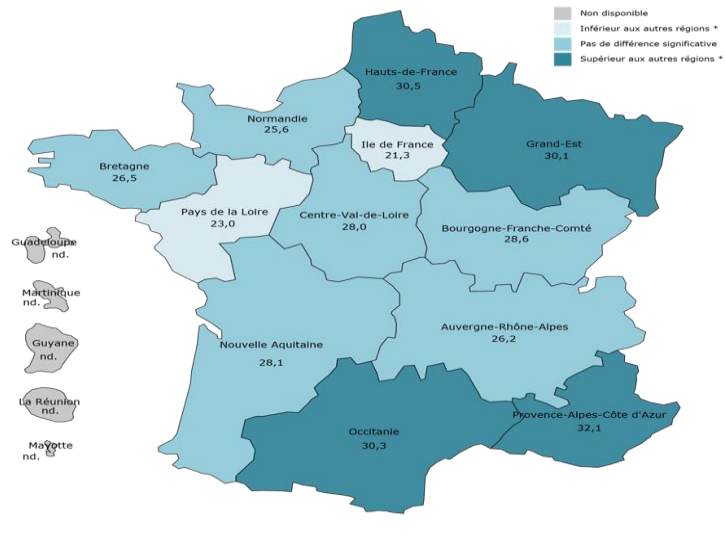 Non disponible
Inférieur aux autres régions *
Pas de différence significative
Supérieur aux autres régions *
Hauts-de-France
30,5
Normandie
25,6
Ile de France
21,3
Grand-Est
30,1
Bretagne
26,5
Pays de la Loire
23,0
Centre-Val-de-Loire
28,0
Bourgogne-Franche-Comté
28,6
Guadeloupe
nd.
Martinique
nd.
Guyane
nd.
La Réunion
nd.
Mayotte
nd.
Nouvelle Aquitaine
28,1
Auvergne-Rhône-Alpes
26,2
Occitanie
30,3
Provence-Alpes-Côte d'Azur
32,1